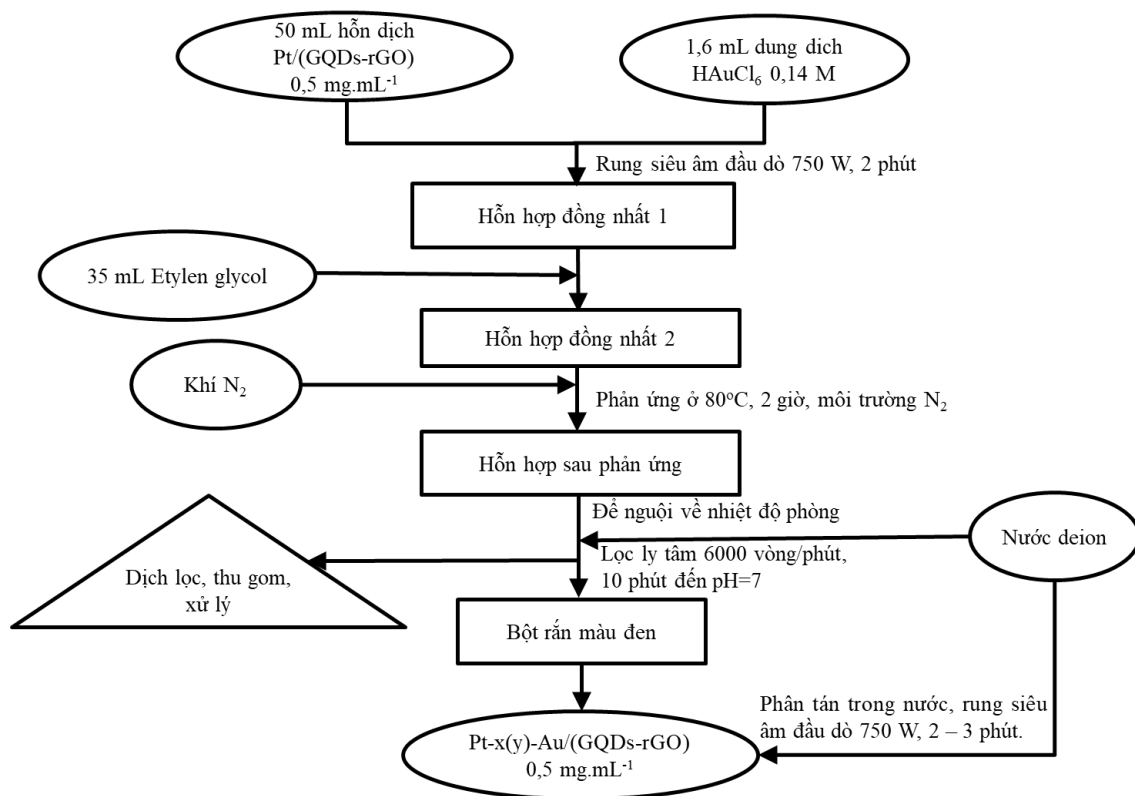 50 mL hỗn dịch
Pt/(GQDs-rGO)
0,5 mg.mL⁻¹
1,6 mL dung dich
HAuCl₆ 0,14 M
Rung siêu âm đầu dò 750 W, 2 phút
Hỗn hợp đồng nhất 1
35 mL Etylen glycol
Hỗn hợp đồng nhất 2
Khí N₂
Phản ứng ở 80°C, 2 giờ, môi trường N₂
Hỗn hợp sau phản ứng
Để nguội về nhiệt độ phòng
Nước deion
Lọc ly tâm 6000 vòng/phút,
10 phút đến pH=7
Dịch lọc, thu gom,
xử lý
Bột rắn màu đen
Phân tán trong nước, rung siêu
âm đầu dò 750 W, 2 – 3 phút.
Pt-x(y)-Au/(GQDs-rGO)
0,5 mg.mL⁻¹